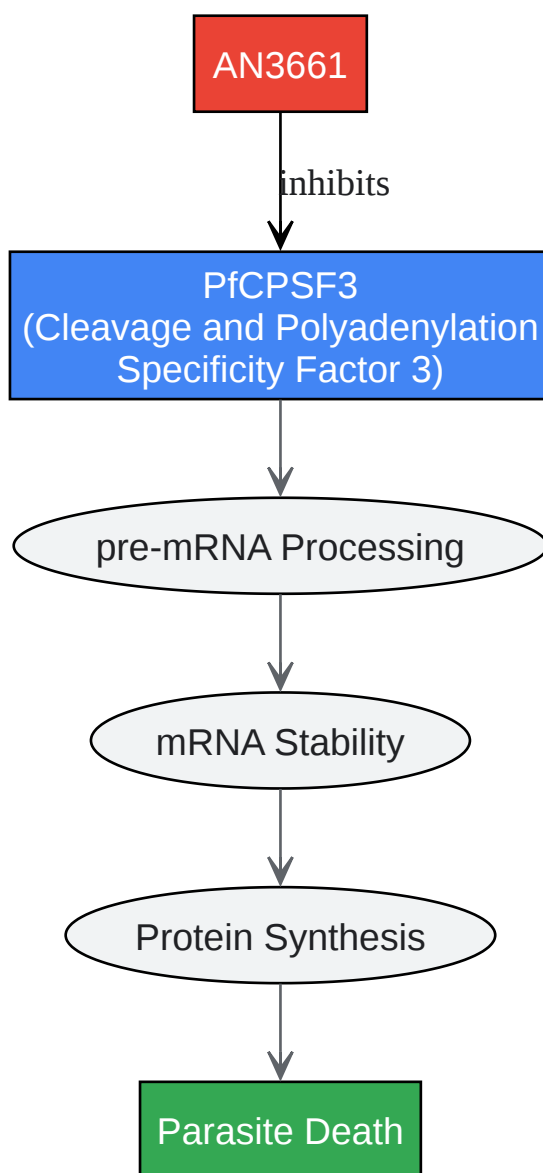 AN3661
inhibits
PfCPSF3
(Cleavage and Polyadenylation
Specificity Factor 3)
pre-mRNA Processing
mRNA Stability
Protein Synthesis
Parasite Death